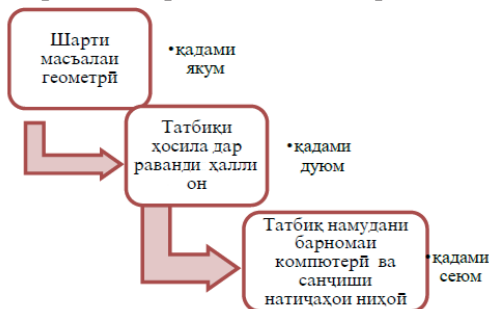 Шарти
масъалаи
геометрӣ
•қадами
якум
Татбиқи
ҳосила дар
раванди ҳалли
он
•қадами
дуюм
Татбиқ намудани
барномаи
компютерӣ ва
санҷиши
натиҷаҳои ниҳоӣ
•қадами
сеюм